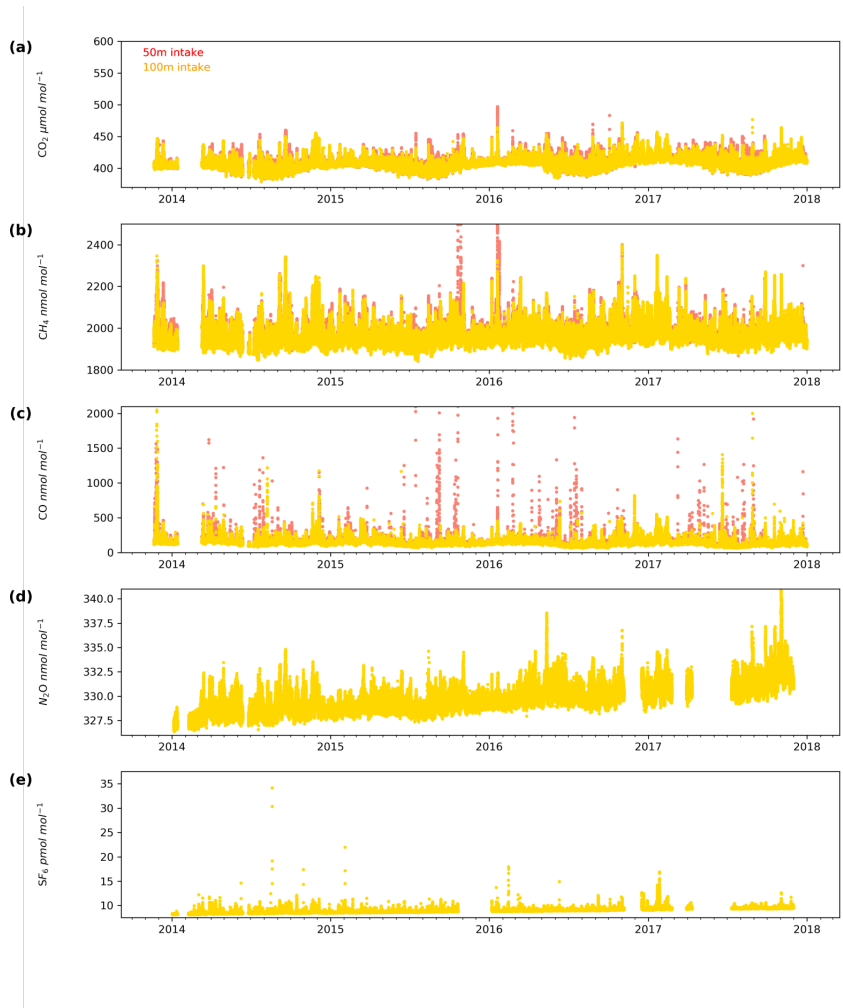 (a)
CO₂ μmol mol⁻¹
50m intake
100m intake
600
550
500
450
400
2014 2015 2016 2017 2018
(b)
CH₄ nmol mol⁻¹
2400
2200
2000
1800
2014 2015 2016 2017 2018
(c)
CO nmol mol⁻¹
2000
1500
1000
500
0
2014 2015 2016 2017 2018
(d)
N₂O nmol mol⁻¹
340.0
337.5
335.0
332.5
330.0
327.5
2014 2015 2016 2017 2018
(e)
SF₆ pmol mol⁻¹
35
30
25
20
15
10
2014 2015 2016 2017 2018